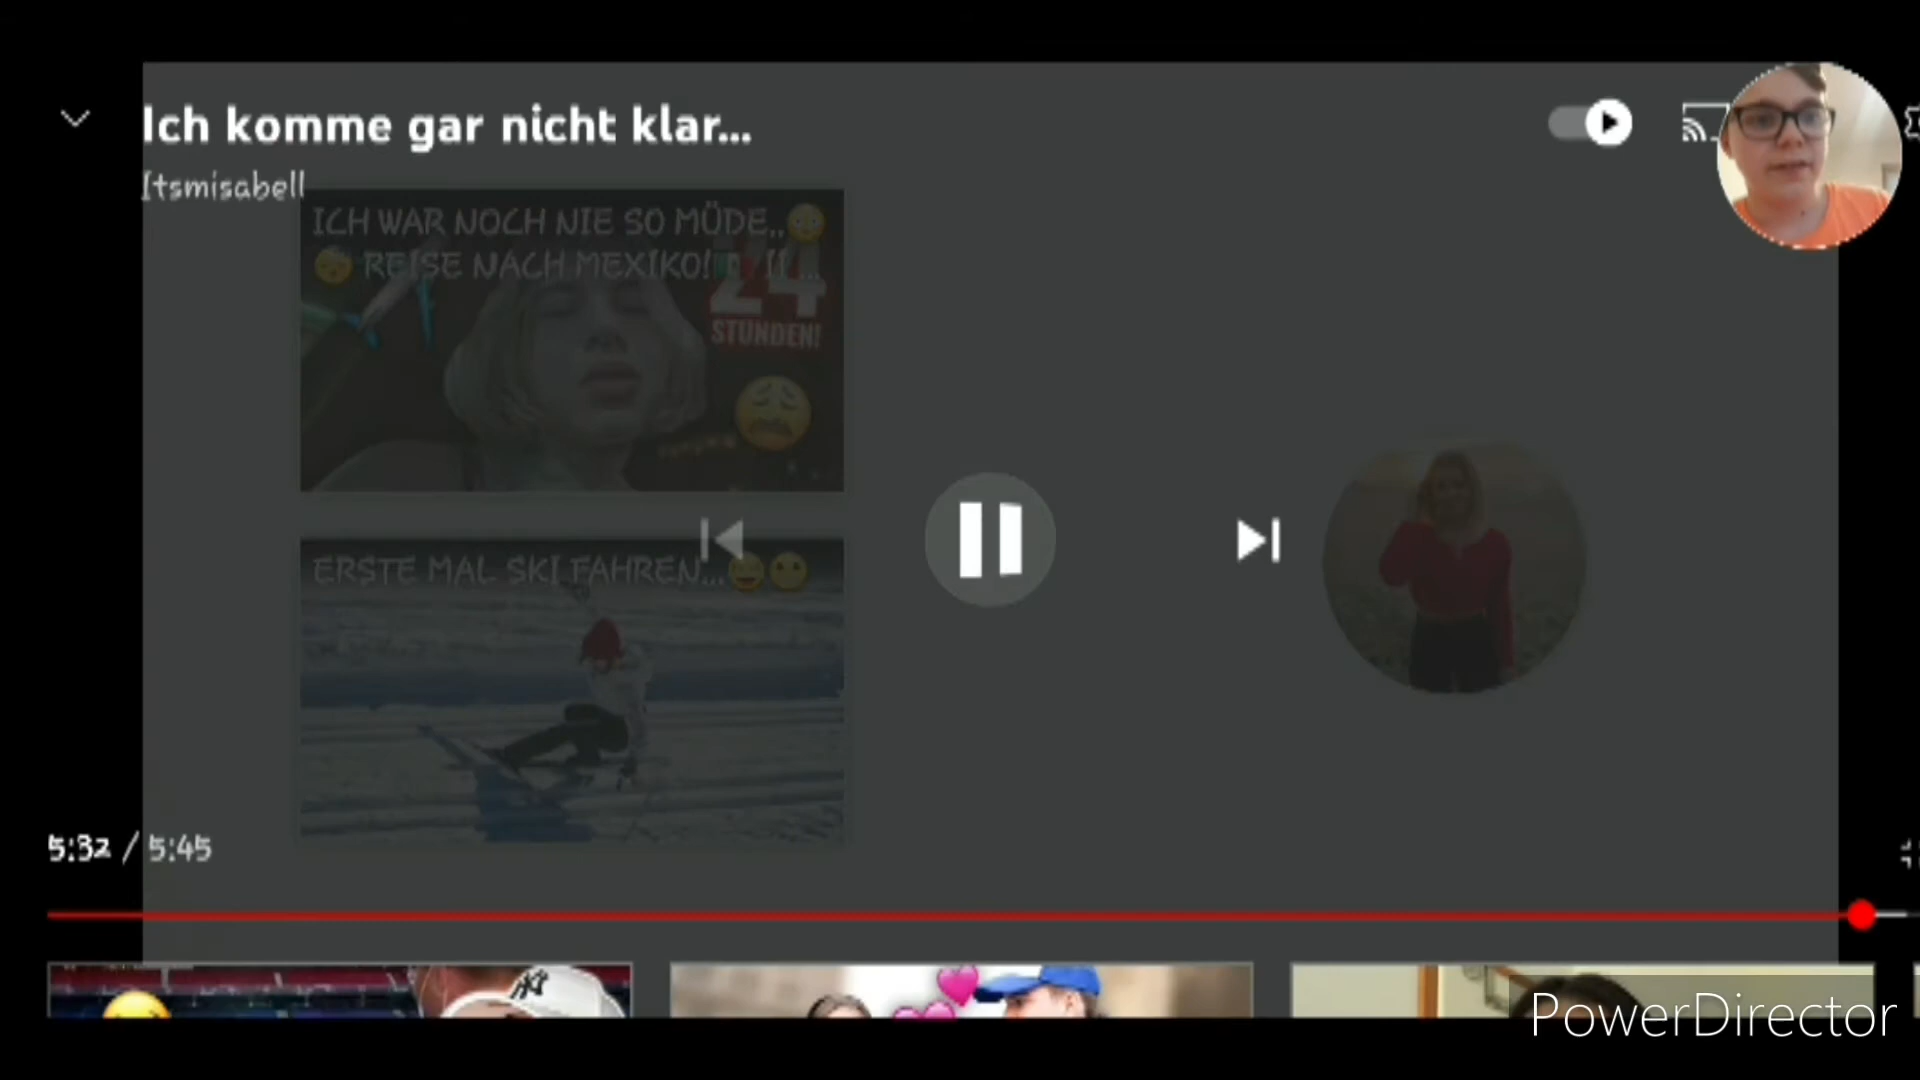 Ich komme gar nicht klar...
Itsmisabell
ICH WAR NOCH NIE SO MÜDE..
REISE NACH MEXIKO!
24
STUNDEN!
ERSTE MAL SKI FAHREN...
5:32 / 5:45
NY
PowerDirector